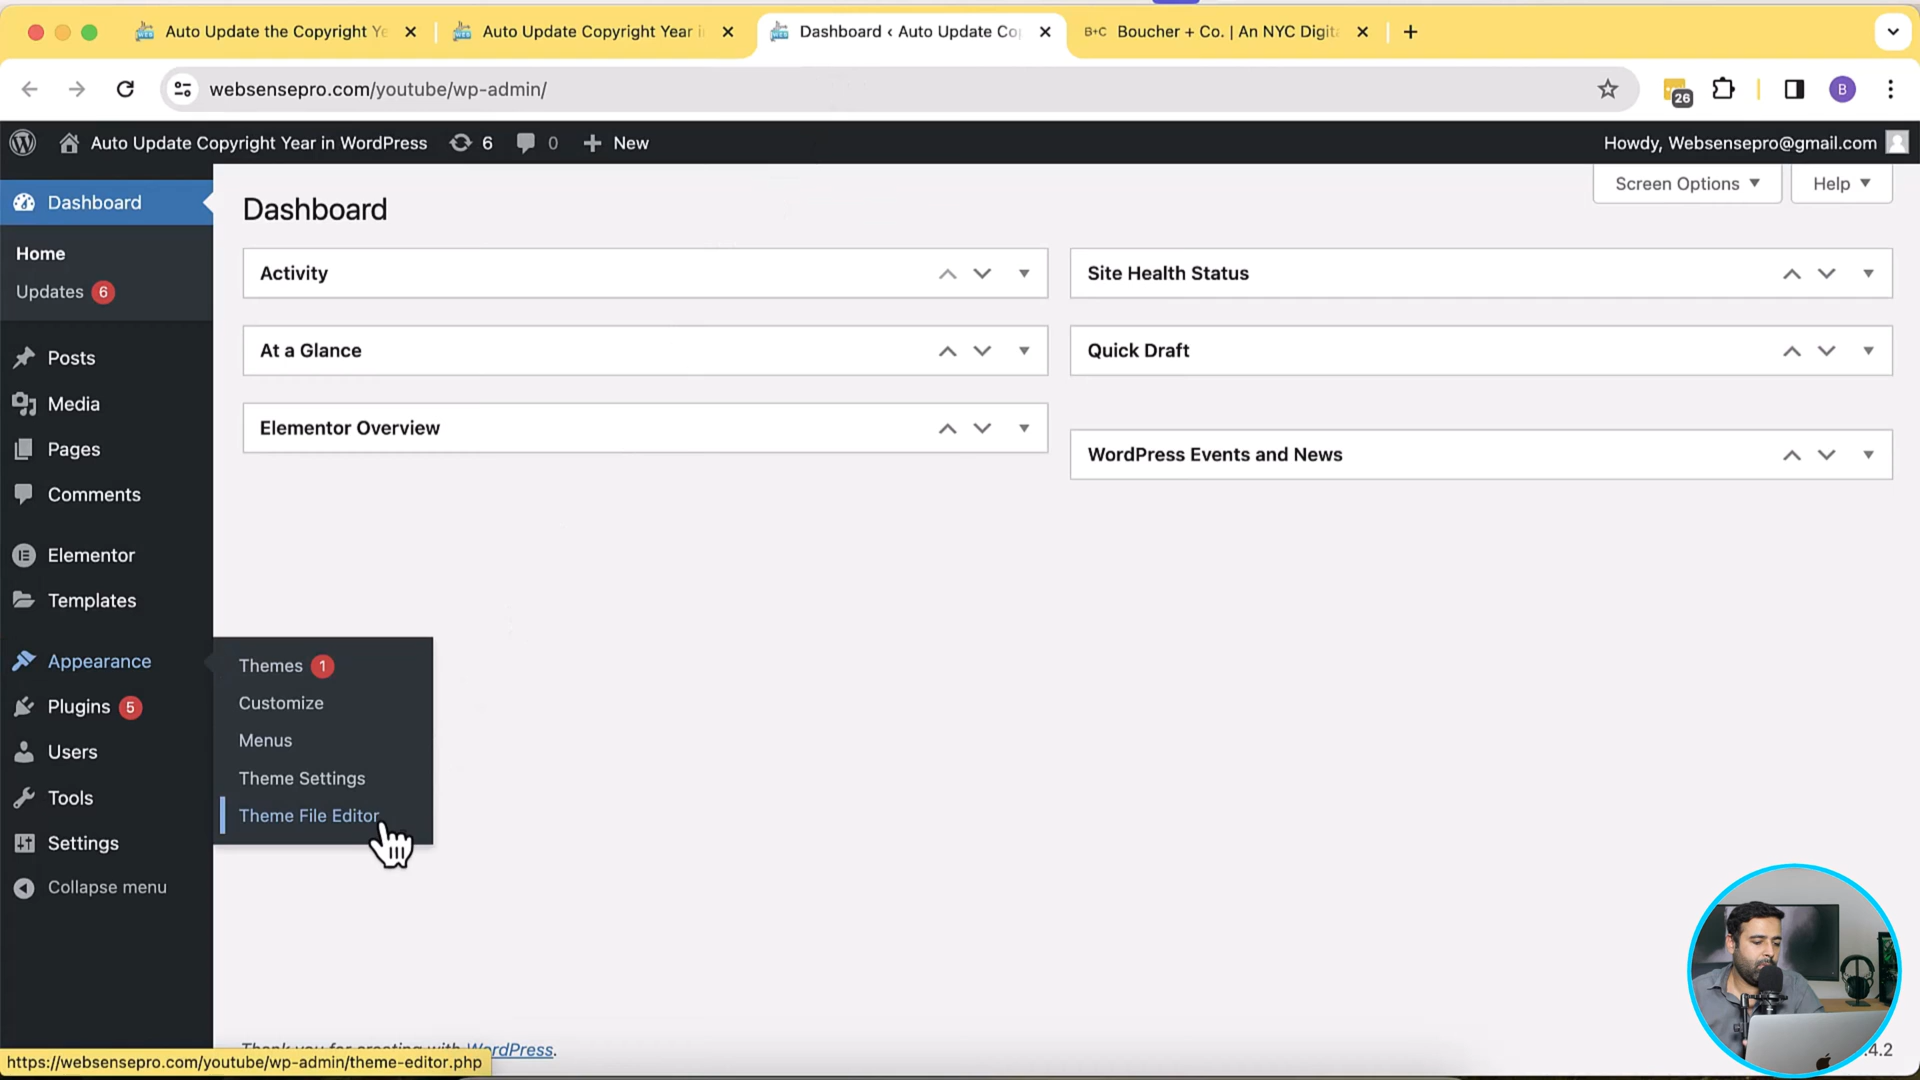 Auto Update the Copyright Ye
Auto Update Copyright Year i
Dashboard ‹ Auto Update Co
B+C Boucher + Co. | An NYC Digita
websensepro.com/youtube/wp-admin/
26
B
Auto Update Copyright Year in WordPress
6
0
New
Howdy, Websensepro@gmail.com
Dashboard
Home
Updates 6
Posts
Media
Pages
Comments
Elementor
Templates
Appearance
Plugins 5
Users
Tools
Settings
Collapse menu
Themes 1
Customize
Menus
Theme Settings
Theme File Editor
Screen Options
Help
Dashboard
Activity
At a Glance
Elementor Overview
Site Health Status
Quick Draft
WordPress Events and News
Thank you for creating with WordPress.
.4.2
https://websensepro.com/youtube/wp-admin/theme-editor.php